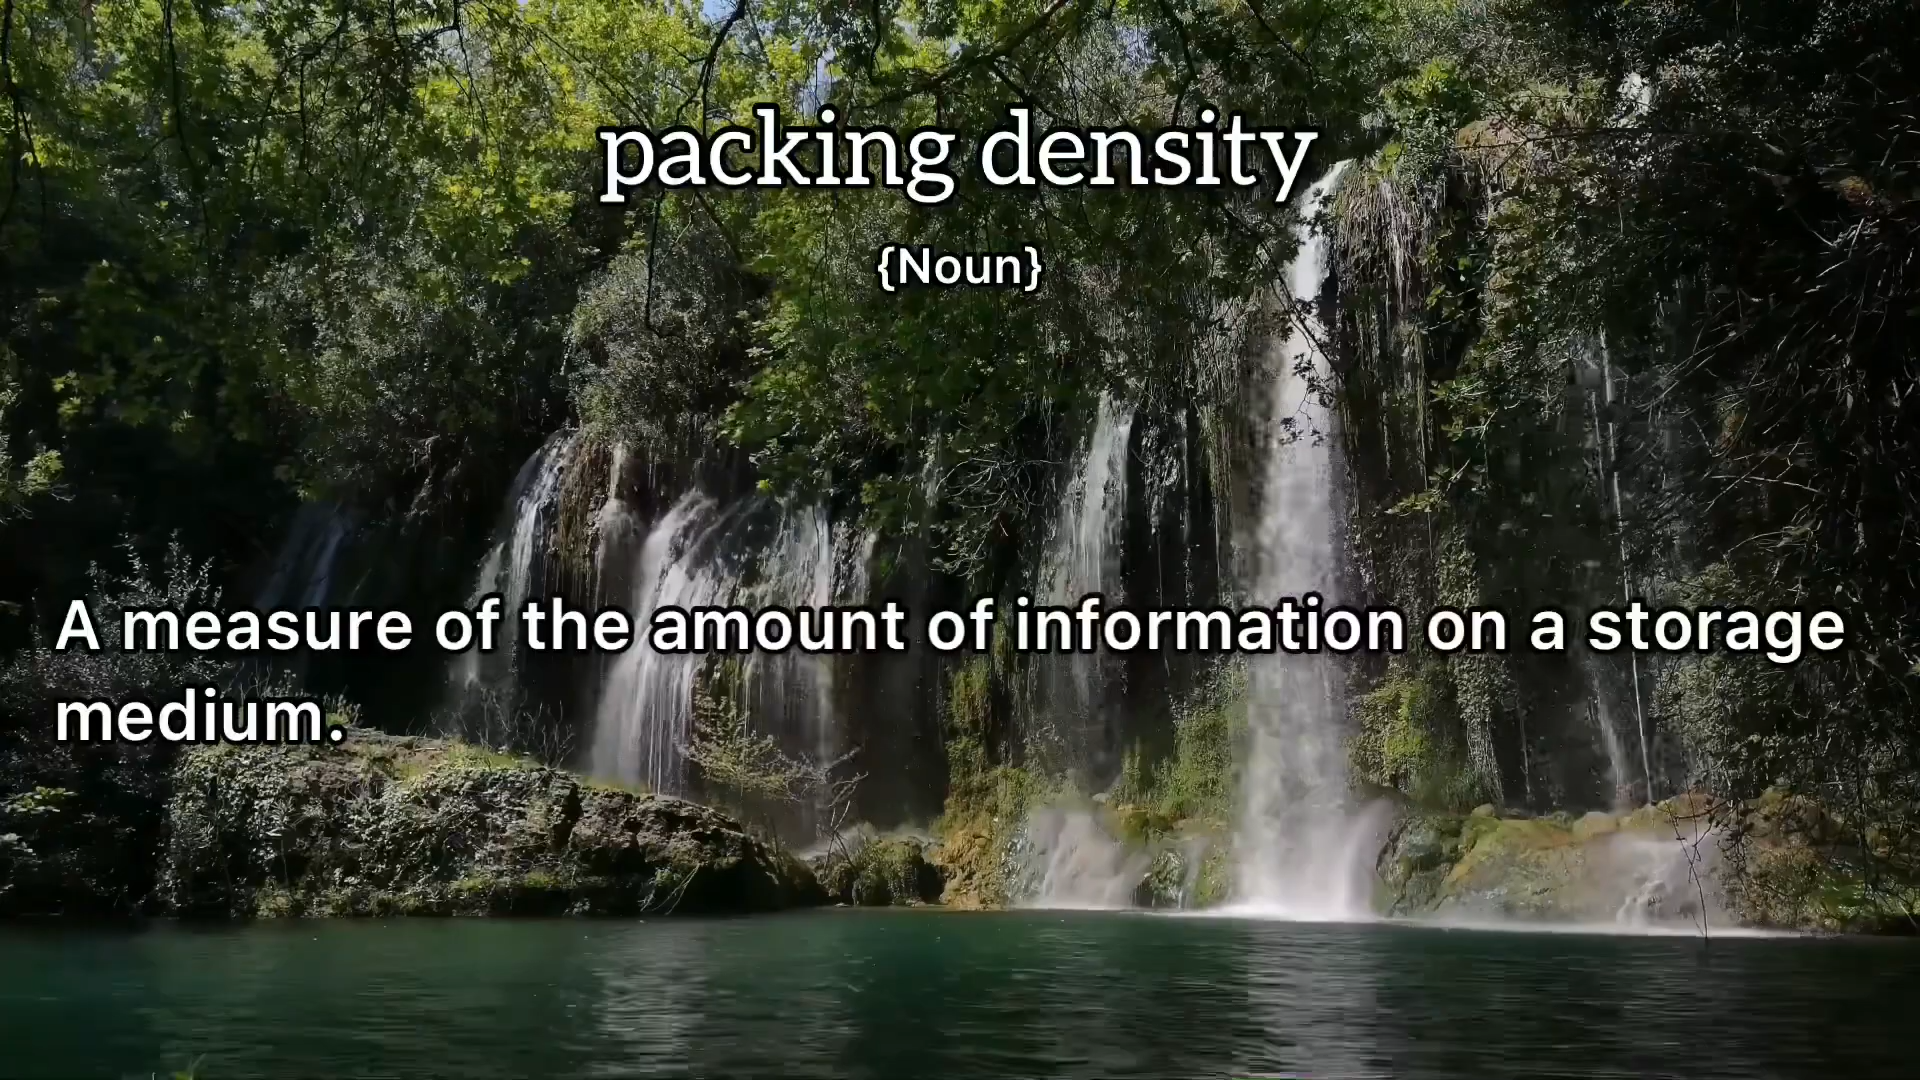 packing density
{Noun}
A measure of the amount of information on a storage
medium.